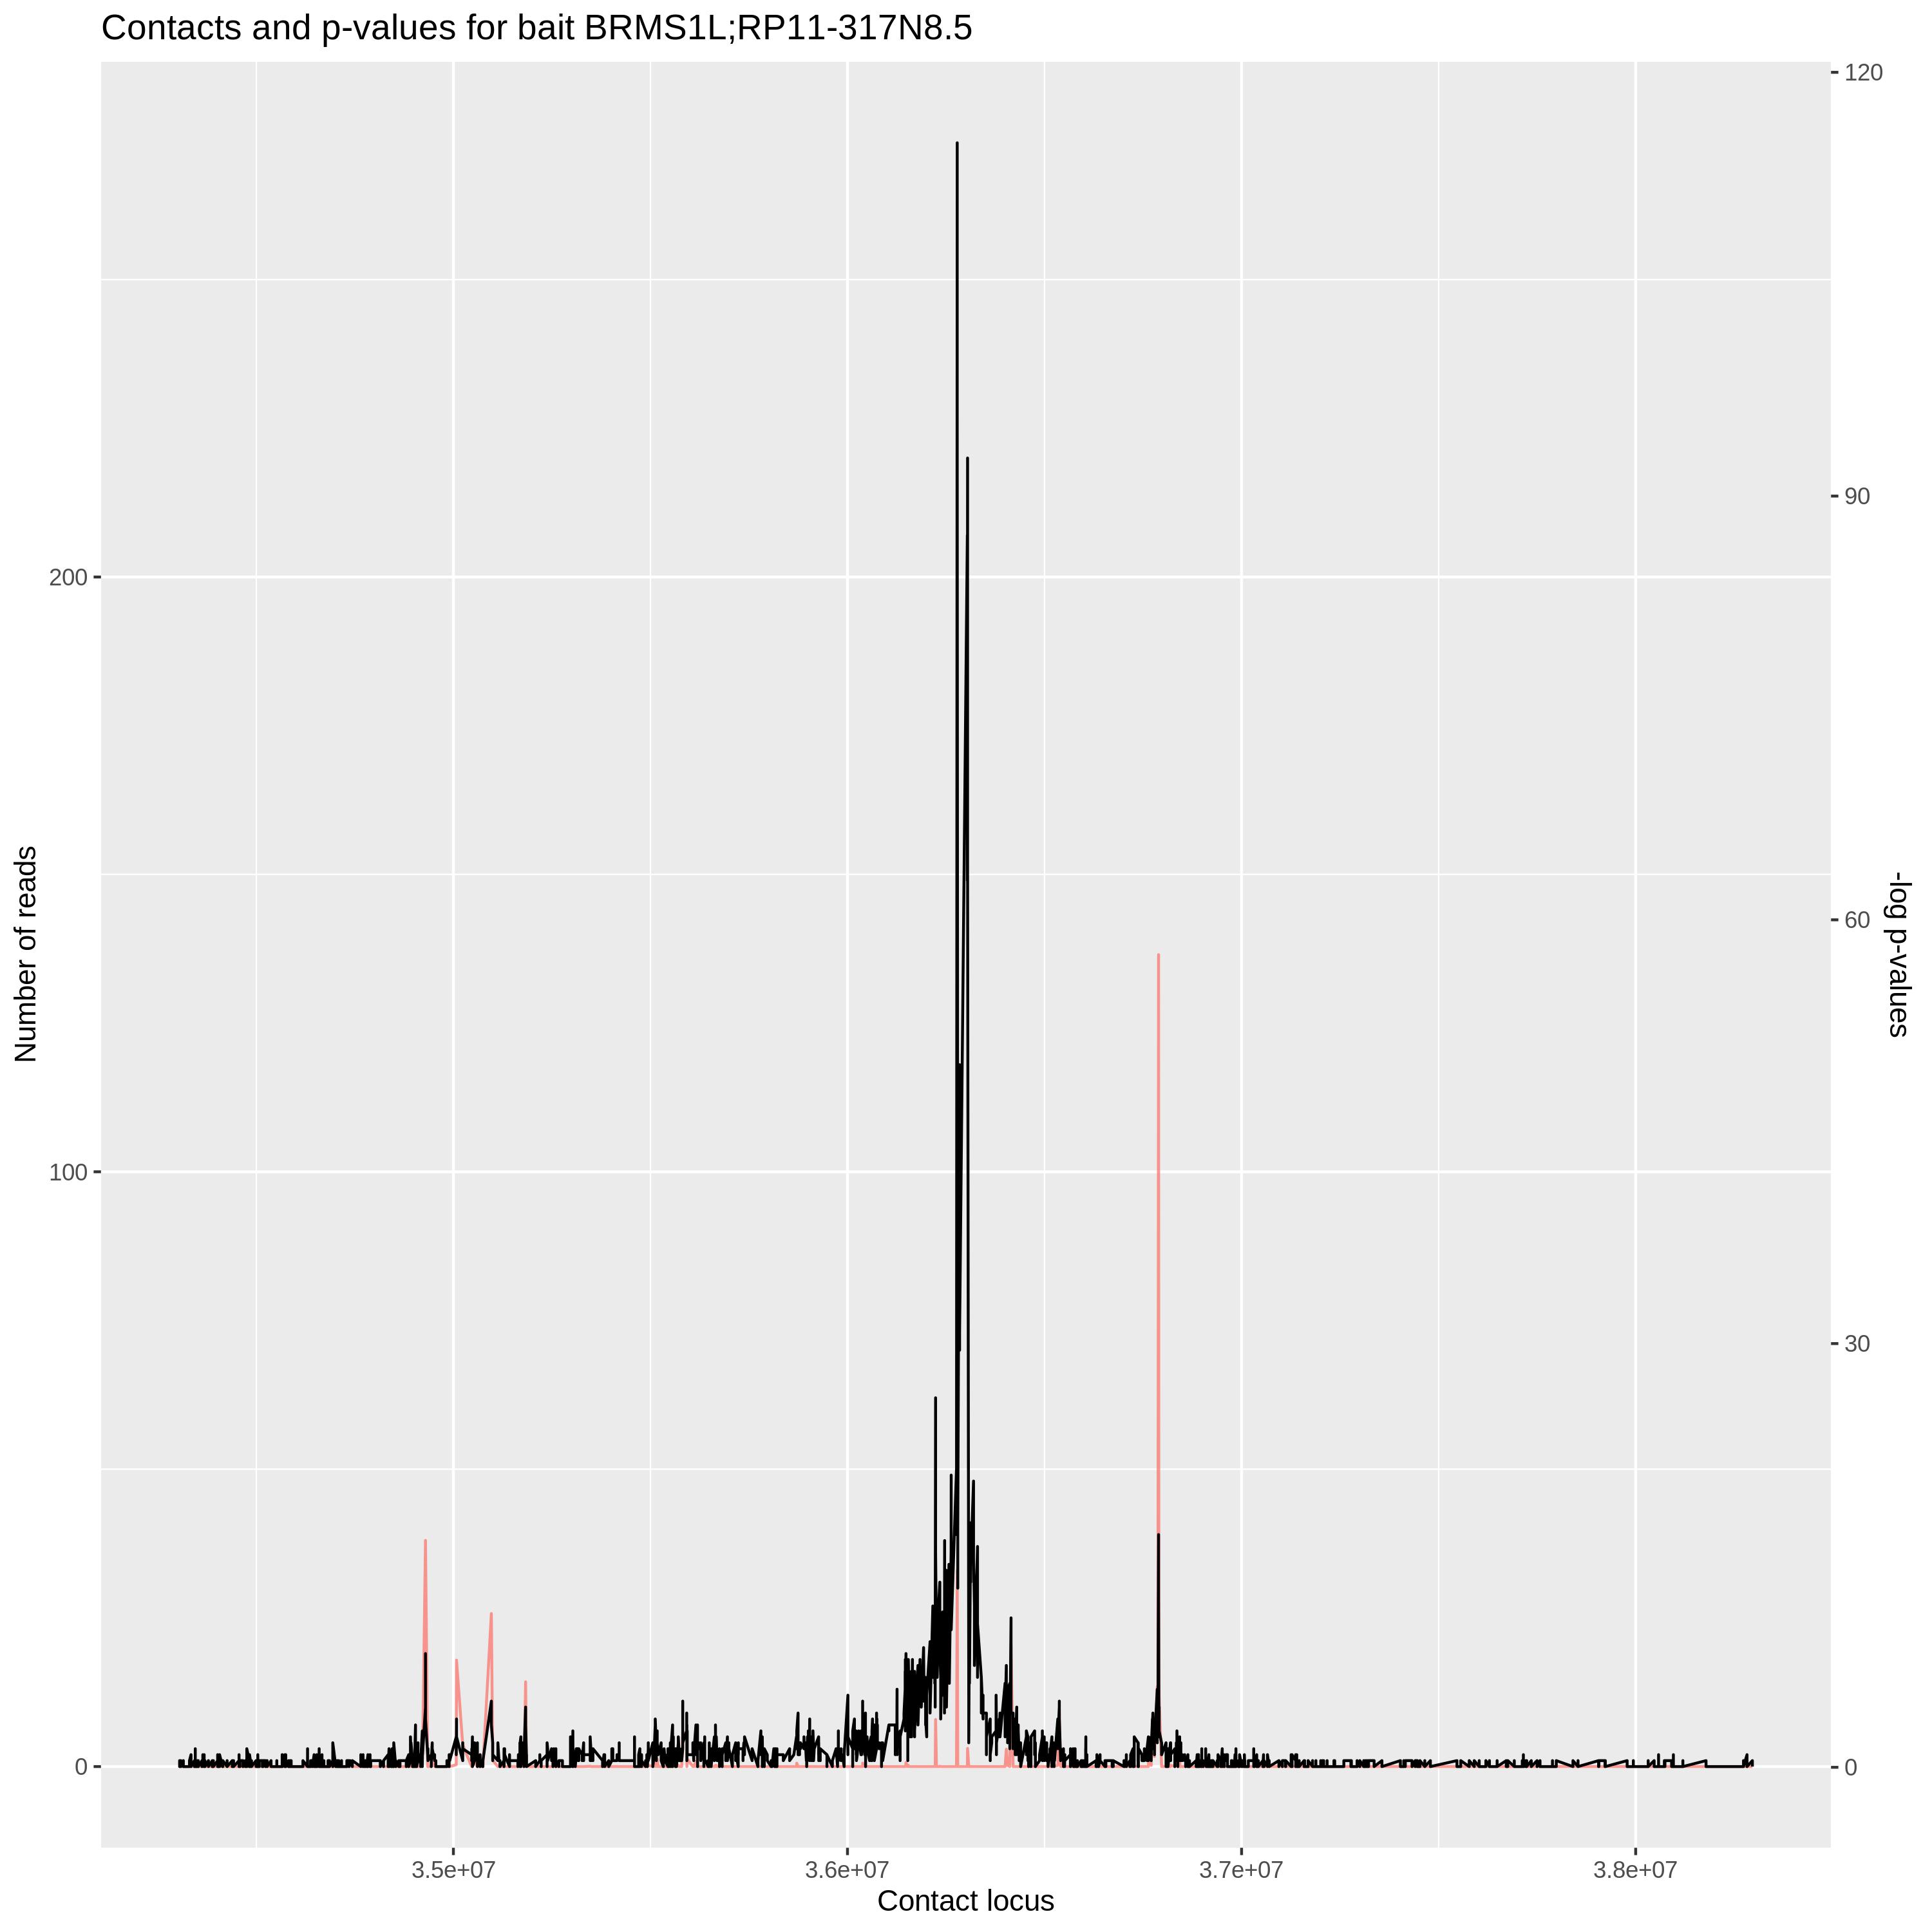 Contacts and p-values for bait BRMS1L;RP11-317N8.5
Number of reads
200
100
0
120
90
60
30
0
-log p-values
3.5e+07
3.6e+07
3.7e+07
3.8e+07
Contact locus